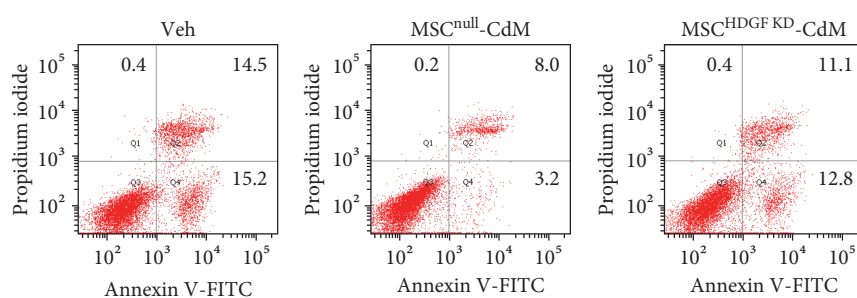 Veh
Propidium iodide
10⁵
10⁴
10³
10²
0.4
14.5
Q1
Q2
Q3
Q4
15.2
10² 10³ 10⁴ 10⁵
Annexin V-FITC
MSCⁿᵘˡˡ-CdM
Propidium iodide
10⁵
10⁴
10³
10²
0.2
8.0
Q1
Q2
Q3
Q4
3.2
10² 10³ 10⁴ 10⁵
Annexin V-FITC
MSCᴴᴰᴳᶠ ᴷᴰ-CdM
Propidium iodide
10⁵
10⁴
10³
10²
0.4
11.1
Q1
Q2
Q3
Q4
12.8
10² 10³ 10⁴ 10⁵
Annexin V-FITC